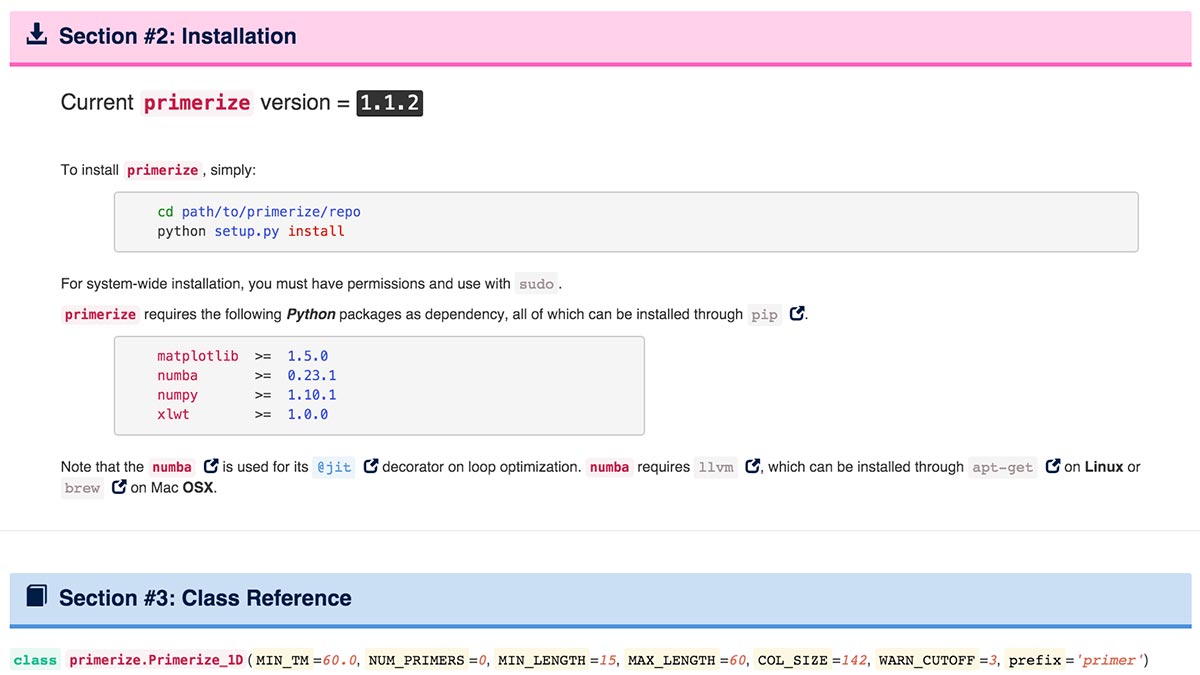 Section #2: Installation
Current primerize version = 1.1.2
To install primerize , simply:
cd path/to/primerize/repo
python setup.py install
For system-wide installation, you must have permissions and use with sudo .
primerize requires the following Python packages as dependency, all of which can be installed through pip .
matplotlib >= 1.5.0
numba >= 0.23.1
numpy >= 1.10.1
xlwt >= 1.0.0
Note that the numba is used for its @jit decorator on loop optimization. numba requires llvm , which can be installed through apt-get on Linux or
brew on Mac OSX.
Section #3: Class Reference
class primerize.Primerize_1D(MIN_TM=60.0, NUM_PRIMERS=0, MIN_LENGTH=15, MAX_LENGTH=60, COL_SIZE=142, WARN_CUTOFF=3, prefix='primer')